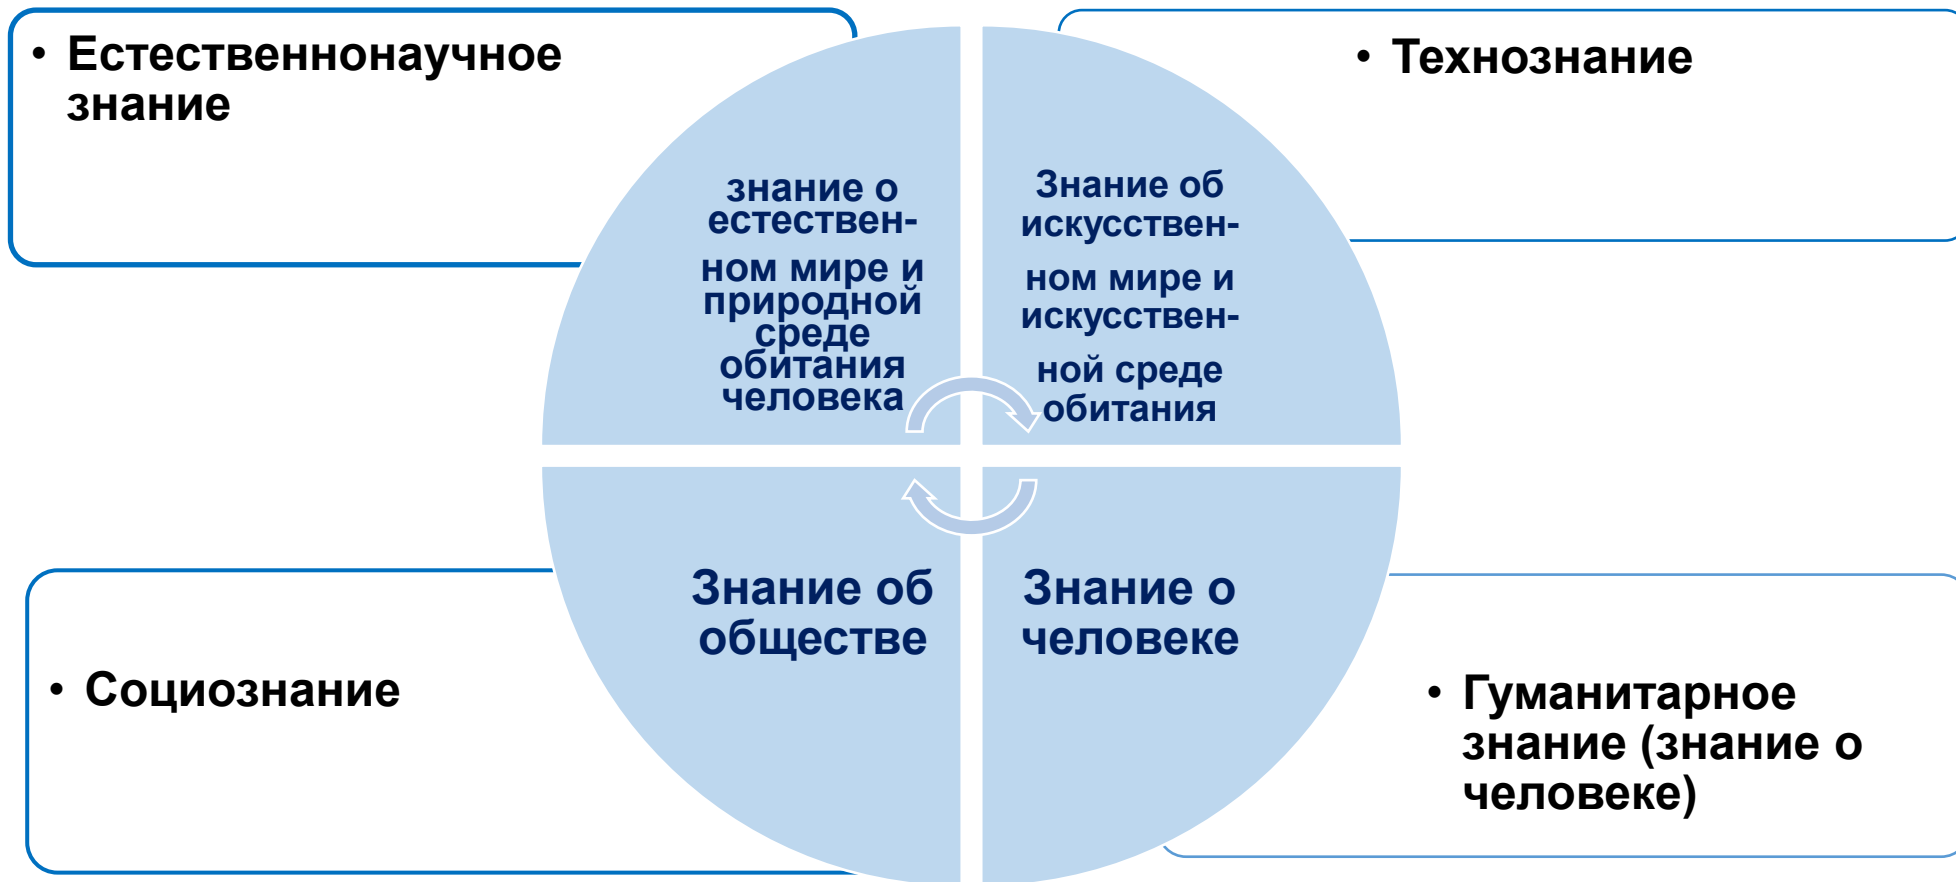 • Естественнонаучное
знание
знание о
естествен-
ном мире и
природной
среде
обитания
человека
• Технознание
Знание об
искусствен-
ном мире и
искусствен-
ной среде
обитания
• Социознание
Знание об
обществе
Знание о
человеке
• Гуманитарное
знание (знание о
человеке)